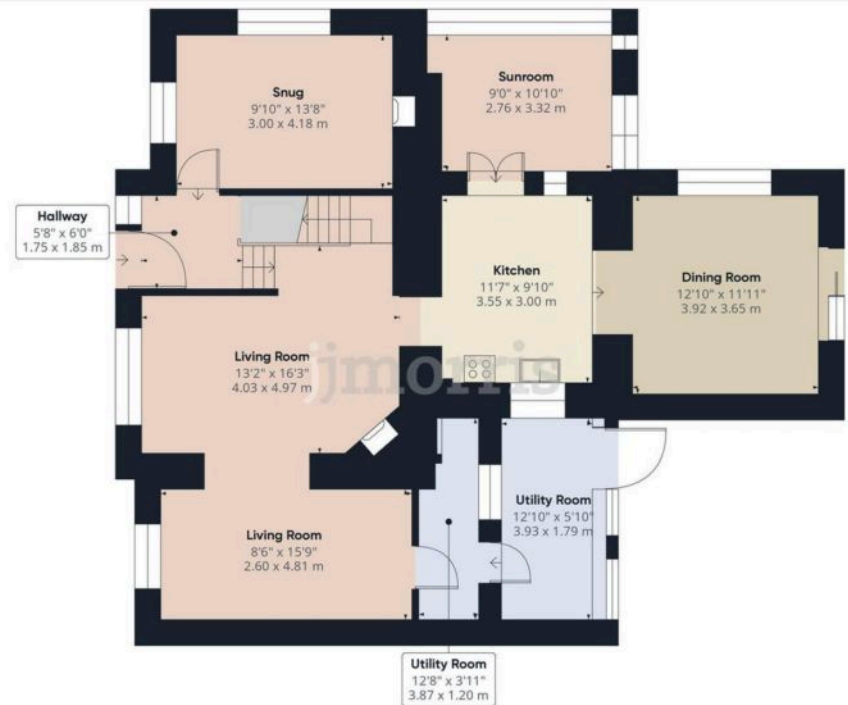 Snug
9'10" x 13'8"
3.00 x 4.18 m
Sunroom
9'0" x 10'10"
2.76 x 3.32 m
Hallway
5'8" x 6'0"
1.75 x 1.85 m
Kitchen
11'7" x 9'10"
3.55 x 3.00 m
Dining Room
12'10" x 11'11"
3.92 x 3.65 m
Living Room
13'2" x 16'3"
4.03 x 4.97 m
jjmorris
Utility Room
12'10" x 5'10"
3.93 x 1.79 m
Living Room
8'6" x 15'9"
2.60 x 4.81 m
Utility Room
12'8" x 3'11"
3.87 x 1.20 m